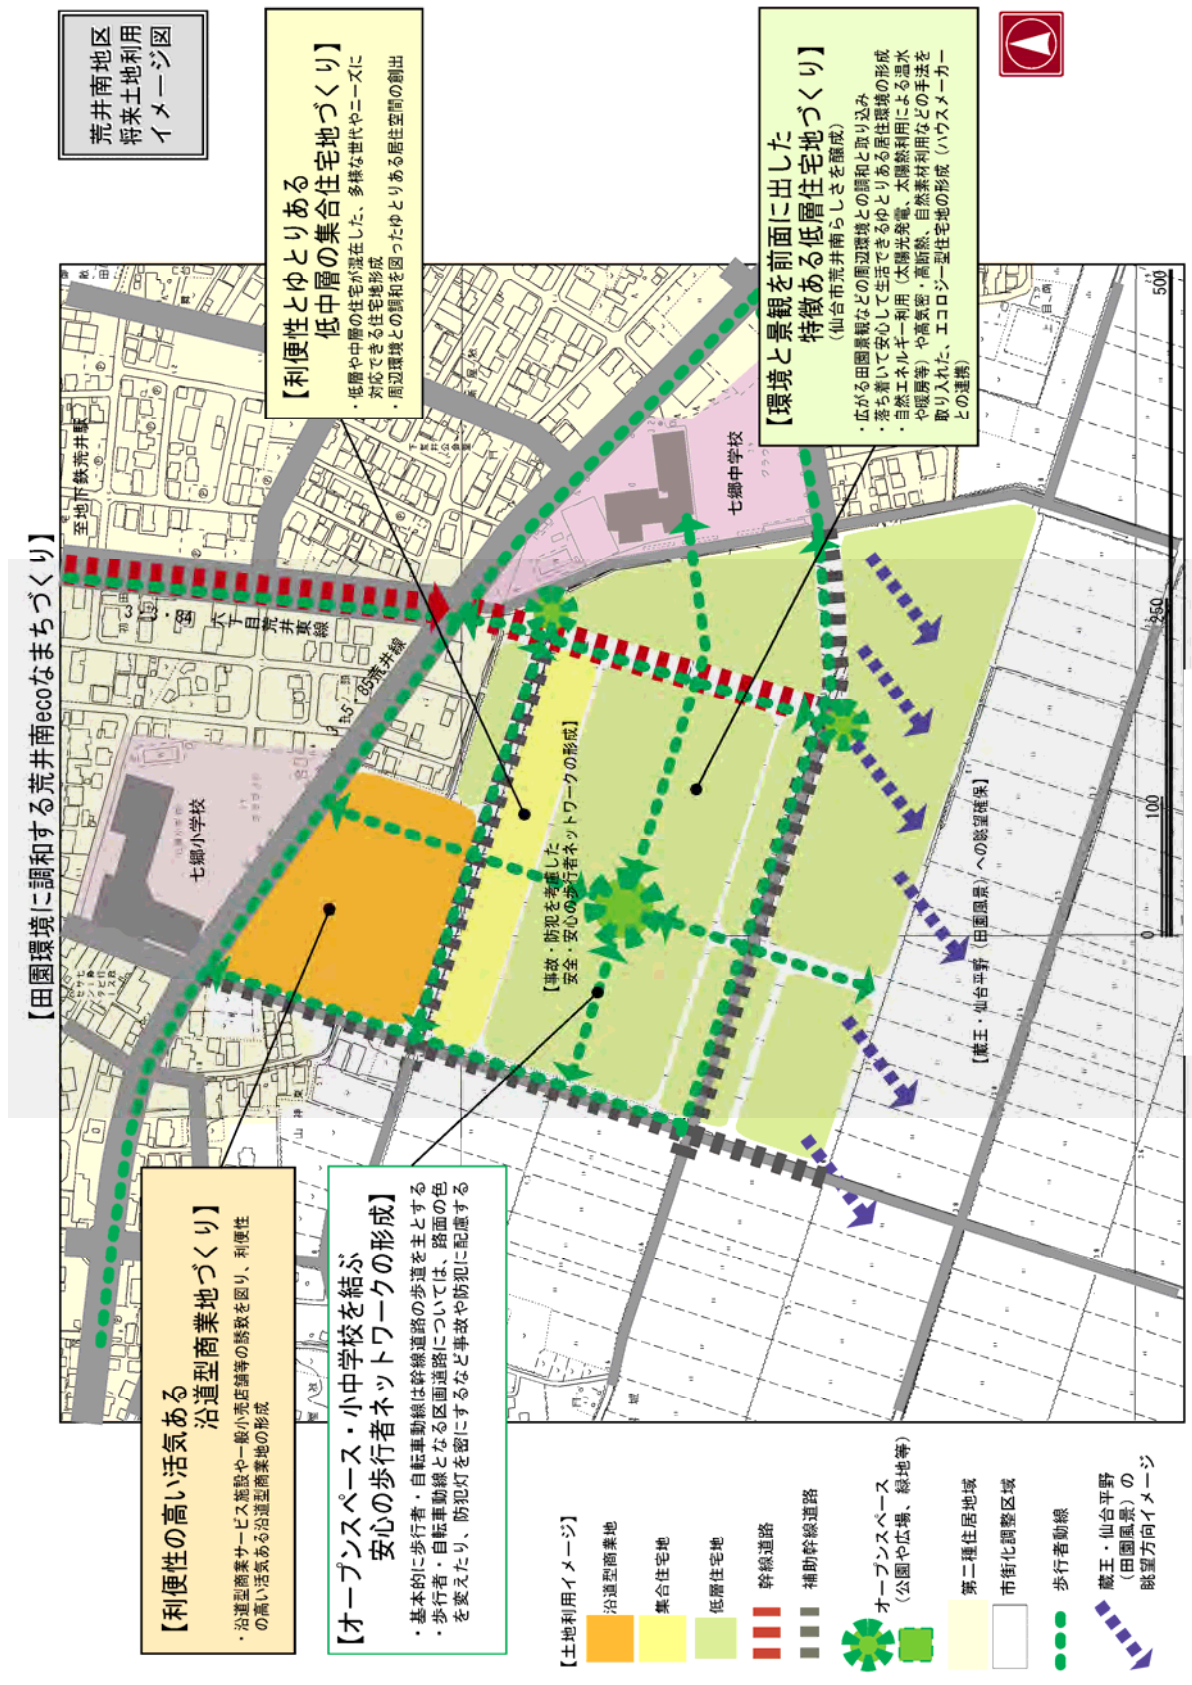 【田園環境に調和する荒井南ecoなまちづくり】
荒井南地区
将来土地利用
イメージ図
【利便性とゆとりある
低中層の集合住宅地づくり】
・低層や中層の住宅が混在した、多様な世代やニーズに
対応できる住宅地形成
・周辺環境との調和を図ったゆとりある居住空間の創出
【環境と景観を前面に出した
特徴ある低層住宅地づくり】
（仙台市荒井南らしさを醸成）
・広がる田園景観などの周辺環境との調和と取り込み
・落ち着いて安心して生活できるゆとりある居住環境の形成
・自然エネルギー利用（太陽光発電、太陽熱利用による温水
や暖房等）や高気密・高断熱、自然素材利用などの手法を
取り入れた、エコロジー型住宅地の形成（ハウスメーカー
との連携）
【利便性の高い活気ある
沿道型商業地づくり】
・沿道型商業サービス施設や一般小売店舗等の誘致を図り、利便性
の高い活気ある沿道型商業地の形成
【オープンスペース・小中学校を結ぶ
安心の歩行者ネットワークの形成】
・基本的に歩行者・自転車動線は幹線道路の歩道を主とする
・歩行者・自転車動線となる区画道路については、路面の色
を変えたり、防犯灯を密にするなど事故や防犯に配慮する
至地下鉄荒井駅
3・3・84
六丁目荒井東線
85荒井線
七郷小学校
七郷中学校
下荒井公会堂
【事故・防犯を考慮した
安全・安心の歩行者ネットワークの形成】
【蔵王・仙台平野（田園風景）への眺望確保】
0
100
250
500
【土地利用イメージ】
沿道型商業地
集合住宅地
低層住宅地
幹線道路
補助幹線道路
オープンスペース
（公園や広場、緑地等）
第二種住居地域
市街化調整区域
歩行者動線
蔵王・仙台平野
（田園風景）の
眺望方向イメージ